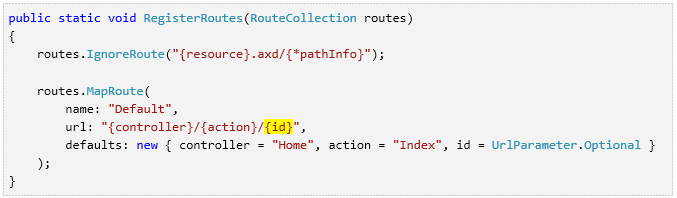 public static void RegisterRoutes(RouteCollection routes)
{
    routes.IgnoreRoute("{resource}.axd/{*pathInfo}");

    routes.MapRoute(
        name: "Default",
        url: "{controller}/{action}/{id}",
        defaults: new { controller = "Home", action = "Index", id = UrlParameter.Optional }
    );
}